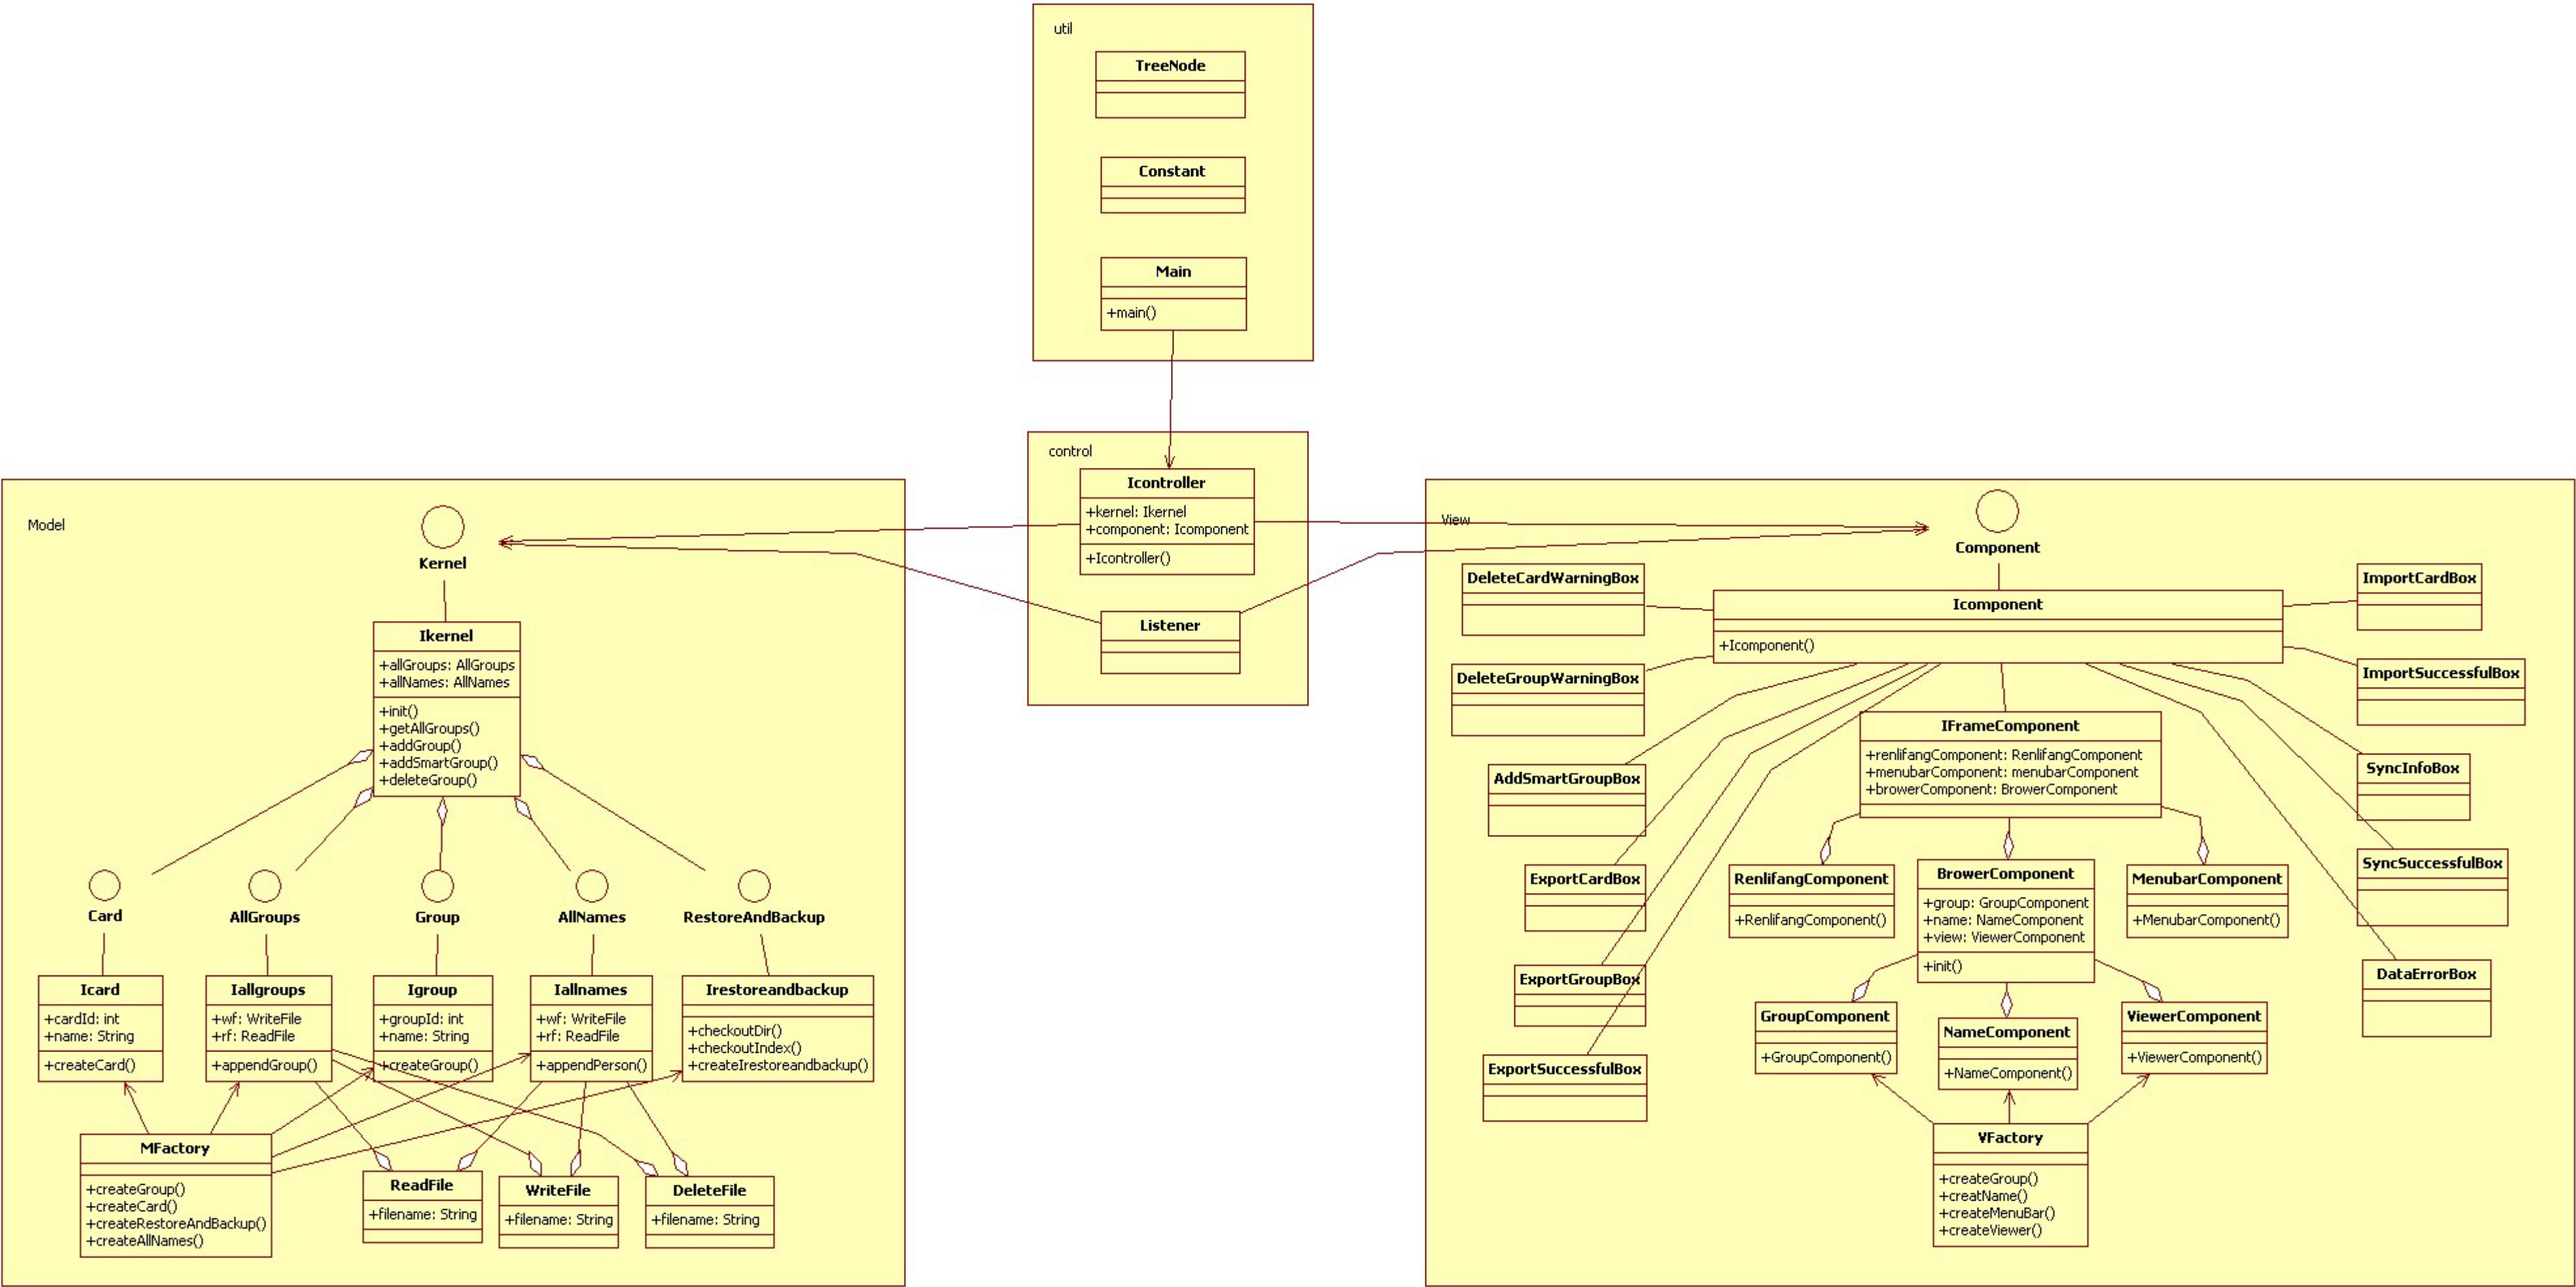 util
TreeNode
Constant
Main
+main()
control
Icontroller
+kernel: Ikernel
+component: Icomponent
+Icontroller()
Listener
Model
Kernel
Ikernel
+allGroups: AllGroups
+allNames: AllNames
+init()
+getAllGroups()
+addGroup()
+addSmartGroup()
+deleteGroup()
Card
AllGroups
Group
AllNames
RestoreAndBackup
Icard
+cardId: int
+name: String
+createCard()
Iallgroups
+wf: WriteFile
+rf: ReadFile
+appendGroup()
Igroup
+groupId: int
+name: String
+createGroup()
Iallnames
+wf: WriteFile
+rf: ReadFile
+appendPerson()
Irestoreandbackup
+checkoutDir()
+checkoutIndex()
+createIrestoreandbackup()
MFactory
+createGroup()
+createCard()
+createRestoreAndBackup()
+createAllNames()
ReadFile
+filename: String
WriteFile
+filename: String
DeleteFile
+filename: String
View
Component
Icomponent
+Icomponent()
DeleteCardWarningBox
DeleteGroupWarningBox
AddSmartGroupBox
ExportCardBox
ExportGroupBox
ExportSuccessfulBox
IFrameComponent
+renlifangComponent: RenlifangComponent
+menubarComponent: menubarComponent
+browerComponent: BrowerComponent
RenlifangComponent
+RenlifangComponent()
BrowerComponent
+group: GroupComponent
+name: NameComponent
+view: ViewerComponent
+init()
MenubarComponent
+MenubarComponent()
GroupComponent
+GroupComponent()
NameComponent
+NameComponent()
ViewerComponent
+ViewerComponent()
VFactory
+createGroup()
+creatName()
+createMenuBar()
+createViewer()
ImportCardBox
ImportSuccessfulBox
SyncInfoBox
SyncSuccessfulBox
DataErrorBox